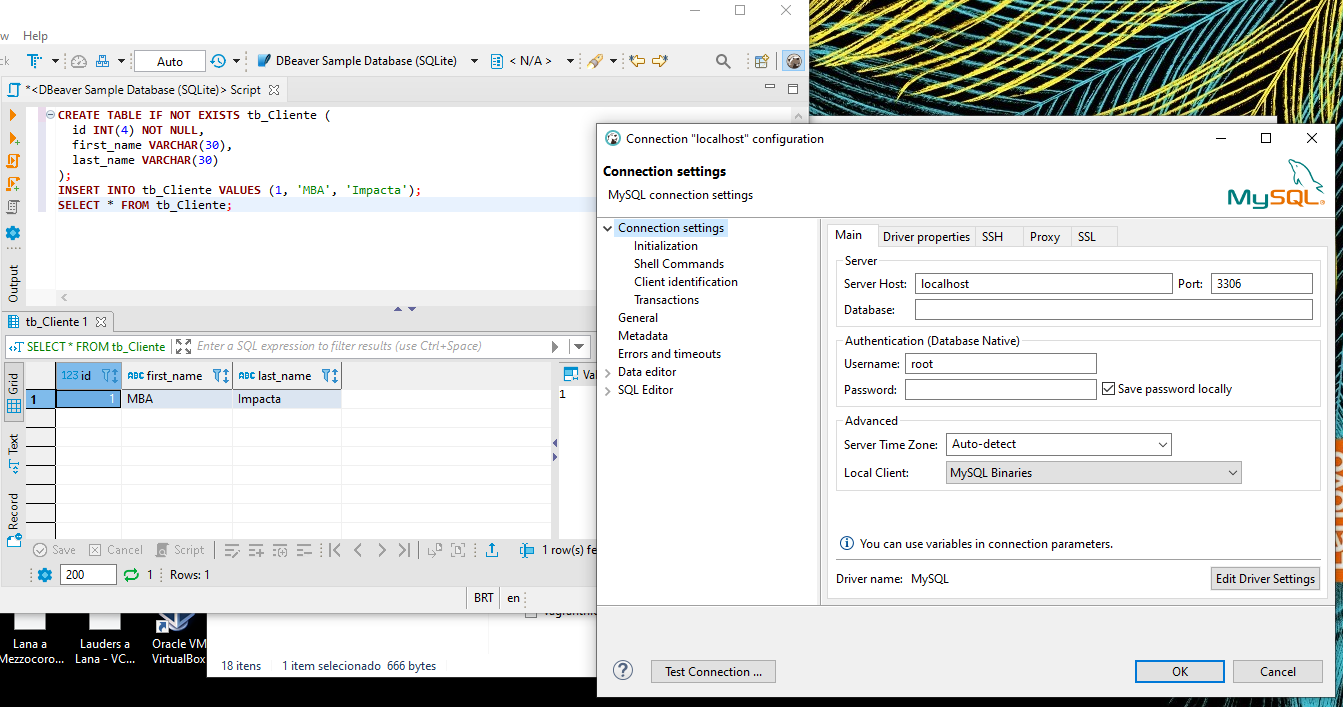 w Help
Auto
DBeaver Sample Database (SQLite)
< N/A >
*<DBeaver Sample Database (SQLite)> Script
CREATE TABLE IF NOT EXISTS tb_Cliente (
id INT(4) NOT NULL,
first_name VARCHAR(30),
last_name VARCHAR(30)
);
INSERT INTO tb_Cliente VALUES (1, 'MBA', 'Impacta');
SELECT * FROM tb_Cliente;
Output
tb_Cliente 1
SELECT * FROM tb_Cliente
Enter a SQL expression to filter results (use Ctrl+Space)
Grid
Text
Record
123 id
ABC first_name
ABC last_name
Val
1
1
MBA
Impacta
1
Save
Cancel
Script
1 row(s) fe
200
1
Rows: 1
BRT
en
Lana a
Mezzocoro...
Lauders a
Lana - VC...
Oracle VM
VirtualBox
18 itens
1 item selecionado 666 bytes
Connection "localhost" configuration
Connection settings
MySQL connection settings
MySQL®
Connection settings
Initialization
Shell Commands
Client identification
Transactions
General
Metadata
Errors and timeouts
Data editor
SQL Editor
Main
Driver properties
SSH
Proxy
SSL
Server
Server Host: localhost
Port: 3306
Database:
Authentication (Database Native)
Username: root
Password:
Save password locally
Advanced
Server Time Zone: Auto-detect
Local Client: MySQL Binaries
You can use variables in connection parameters.
Driver name: MySQL
Edit Driver Settings
Test Connection ...
OK
Cancel